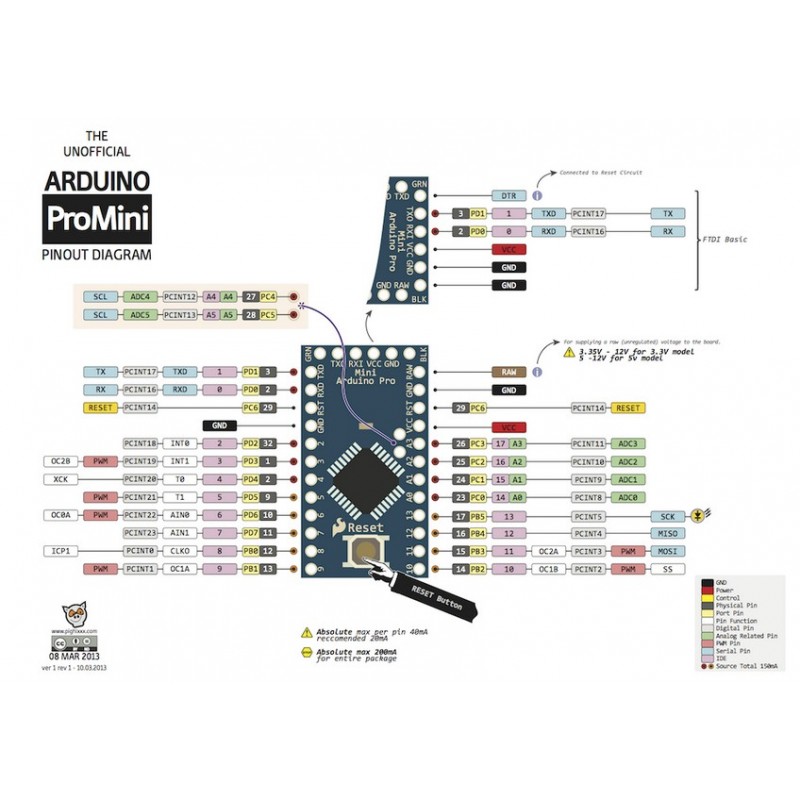 THE
UNOFFICIAL
ARDUINO
ProMini
PINOUT DIAGRAM
Connected to Reset Circuit
GRN
TXD
DTR
TXO RXI VCC GND
Mini
Arduino Pro
3 PD1 1 TXD PCINT17 TX
2 PD0 0 RXD PCINT16 RX
VCC
GND
GND
FTDI Basic
GND RAW
BLK
SCL ADC4 PCINT12 A4 A4 27 PC4
SCL ADC5 PCINT13 A5 A5 28 PC5
For supplying a raw (unregulated) voltage to the board.
3.35V - 12V for 3.3V model
5 -12V for 5V model
GRN
TXO RXI VCC GND
BLK
Mini
Arduino Pro
TX PCINT17 TXD 1 PD1 3
RX PCINT16 RXD 0 PD0 2
RESET PCINT14 PC6 29
GND
PCINT18 INT0 2 PD2 32
OC2B PWM PCINT19 INT1 3 PD3 1
XCK PCINT20 T0 4 PD4 2
PWM PCINT21 T1 5 PD5 9
OC0A PWM PCINT22 AIN0 6 PD6 10
PCINT23 AIN1 7 PD7 11
ICP1 PCINT0 CLKO 8 PB0 12
PWM PCINT1 OC1A 9 PB1 13
TXD
RXD
RST
GND
2
3
4
5
6
7
8
9
RAW
GND
RST
VCC
A3
A2
A1
A0
13
12
11
10
Reset
RESET Button
RAW
GND
29 PC6 PCINT14 RESET
VCC
26 PC3 17 A3 PCINT11 ADC3
25 PC2 16 A2 PCINT10 ADC2
24 PC1 15 A1 PCINT9 ADC1
23 PC0 14 A0 PCINT8 ADC0
17 PB5 13 PCINT5 SCK
16 PB4 12 PCINT4 MISO
15 PB3 11 OC2A PCINT3 PWM MOSI
14 PB2 10 OC1B PCINT2 PWM SS
www.pighixxx.com
cc
08 MAR 2013
ver 1 rev 1 - 10.03.2013
Absolute max per pin 40mA
reccomended 20mA
Absolute max 200mA
for entire package
GND
Power
Control
Physical Pin
Port Pin
Pin Function
Digital Pin
Analog Related Pin
PWM Pin
Serial Pin
IDE
Source Total 150mA